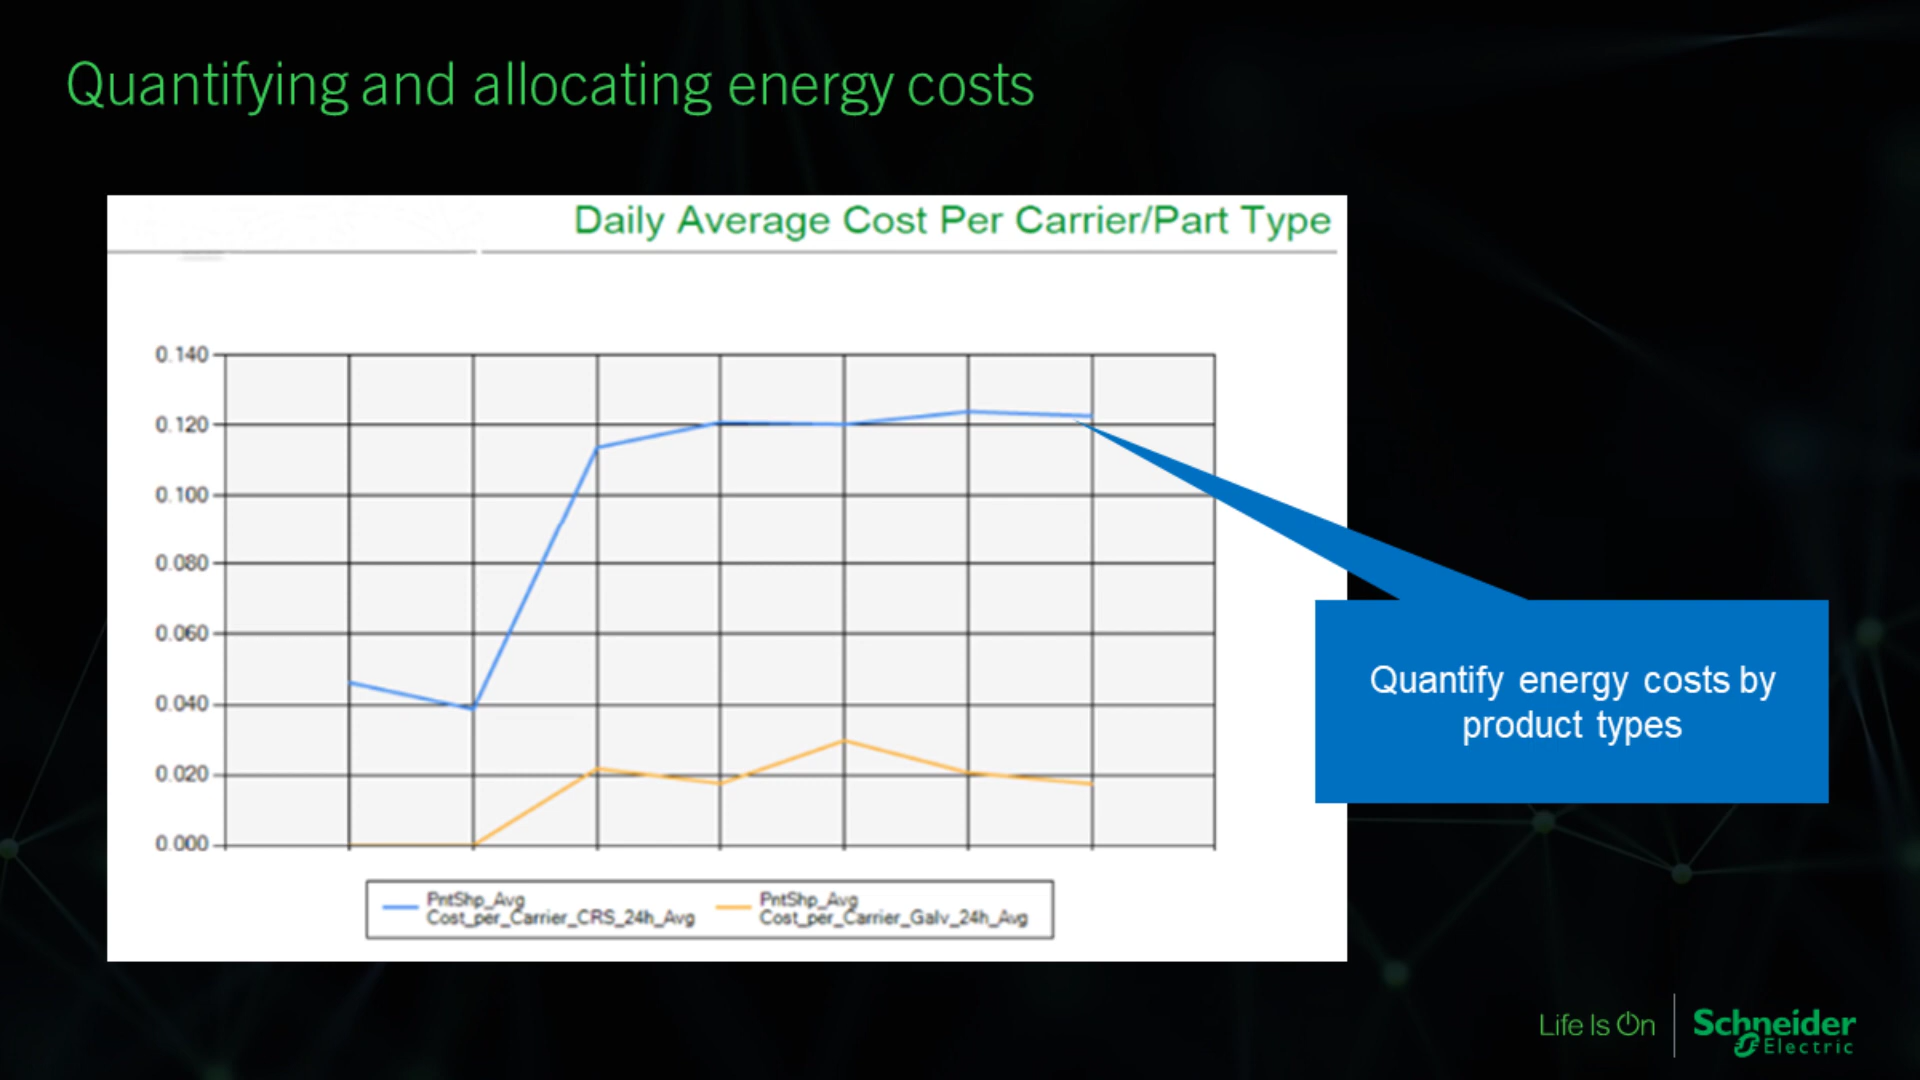 Quantifying and allocating energy costs
Daily Average Cost Per Carrier/Part Type
0.140
0.120
0.100
0.080
0.060
0.040
0.020
0.000
Quantify energy costs by
product types
PntShp_Avg
Cost_per_Carrier_CRS_24h_Avg
PntShp_Avg
Cost_per_Carrier_Galv_24h_Avg
Life Is On
Schneider
Electric